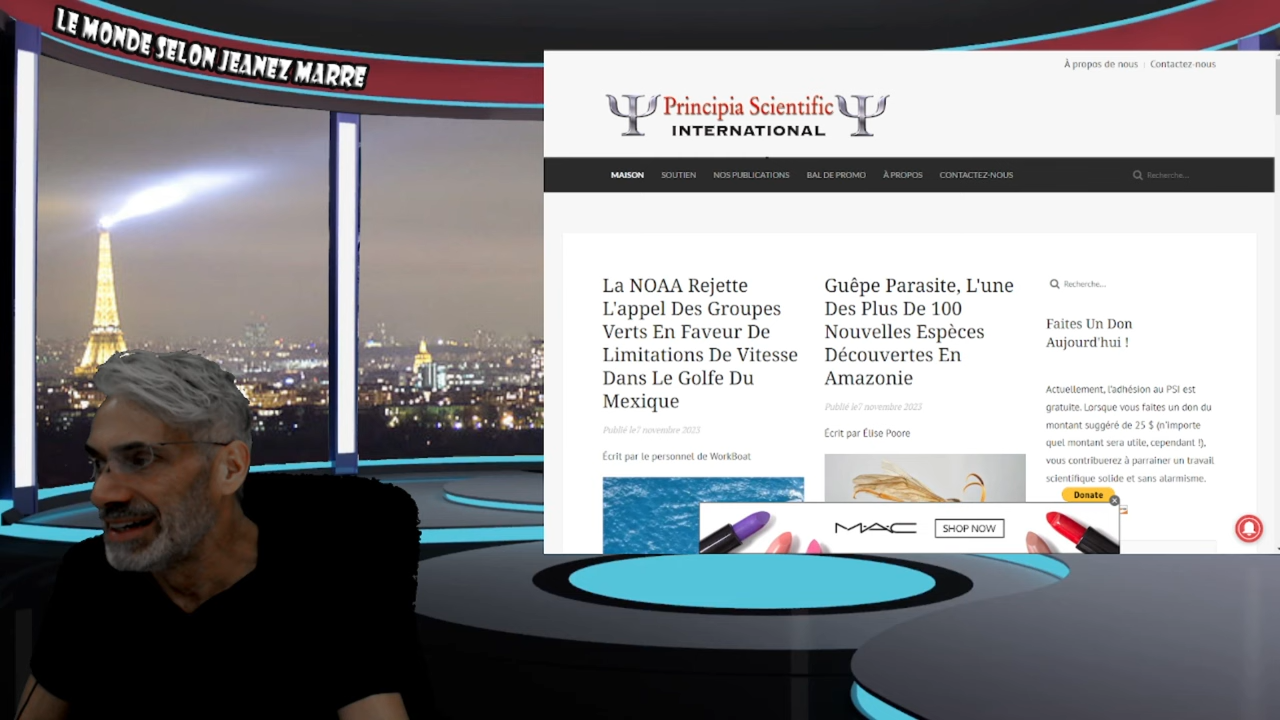 LE MONDE SELON JEANEZ MARRE
À propos de nous | Contactez-nous
Principia Scientific
INTERNATIONAL
MAISON SOUTIEN NOS PUBLICATIONS BAL DE PROMO À PROPOS CONTACTEZ-NOUS Recherche...
La NOAA Rejette
L'appel Des Groupes
Verts En Faveur De
Limitations De Vitesse
Dans Le Golfe Du
Mexique
Publié le7 novembre 2023
Écrit par le personnel de WorkBoat
Guêpe Parasite, L'une
Des Plus De 100
Nouvelles Espèces
Découvertes En
Amazonie
Publié le7 novembre 2023
Écrit par Élise Poore
Recherche...
Faites Un Don
Aujourd'hui !
Actuellement, l'adhésion au PSI est
gratuite. Lorsque vous faites un don du
montant suggéré de 25 $ (n'importe
quel montant sera utile, cependant !),
vous contribuerez à parrainer un travail
scientifique solide et sans alarmisme.
Donate
MAC SHOP NOW